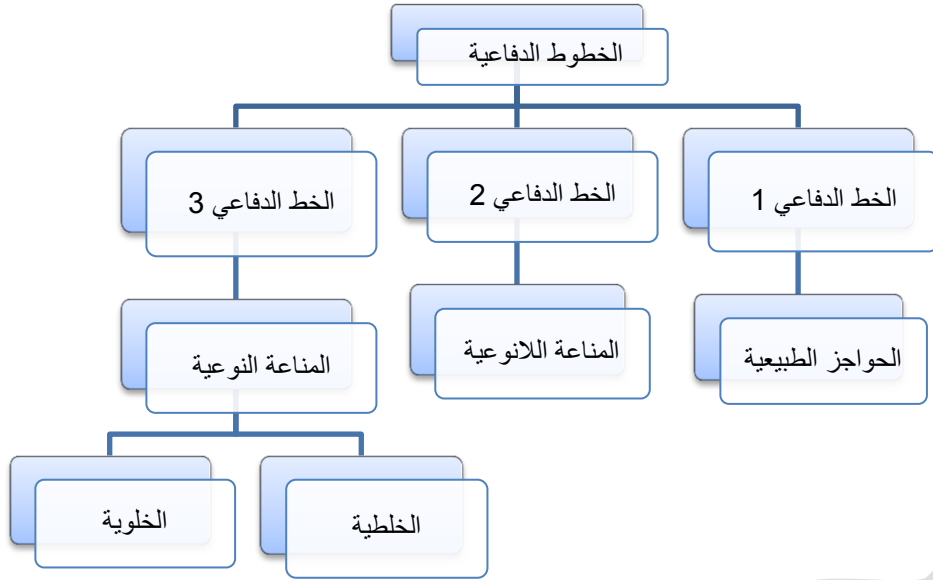 الخطوط الدفاعية
الخط الدفاعي 1
الخط الدفاعي 2
الخط الدفاعي 3
الحواجز الطبيعية
المناعة اللانوعية
المناعة النوعية
الخلطية
الخلوية